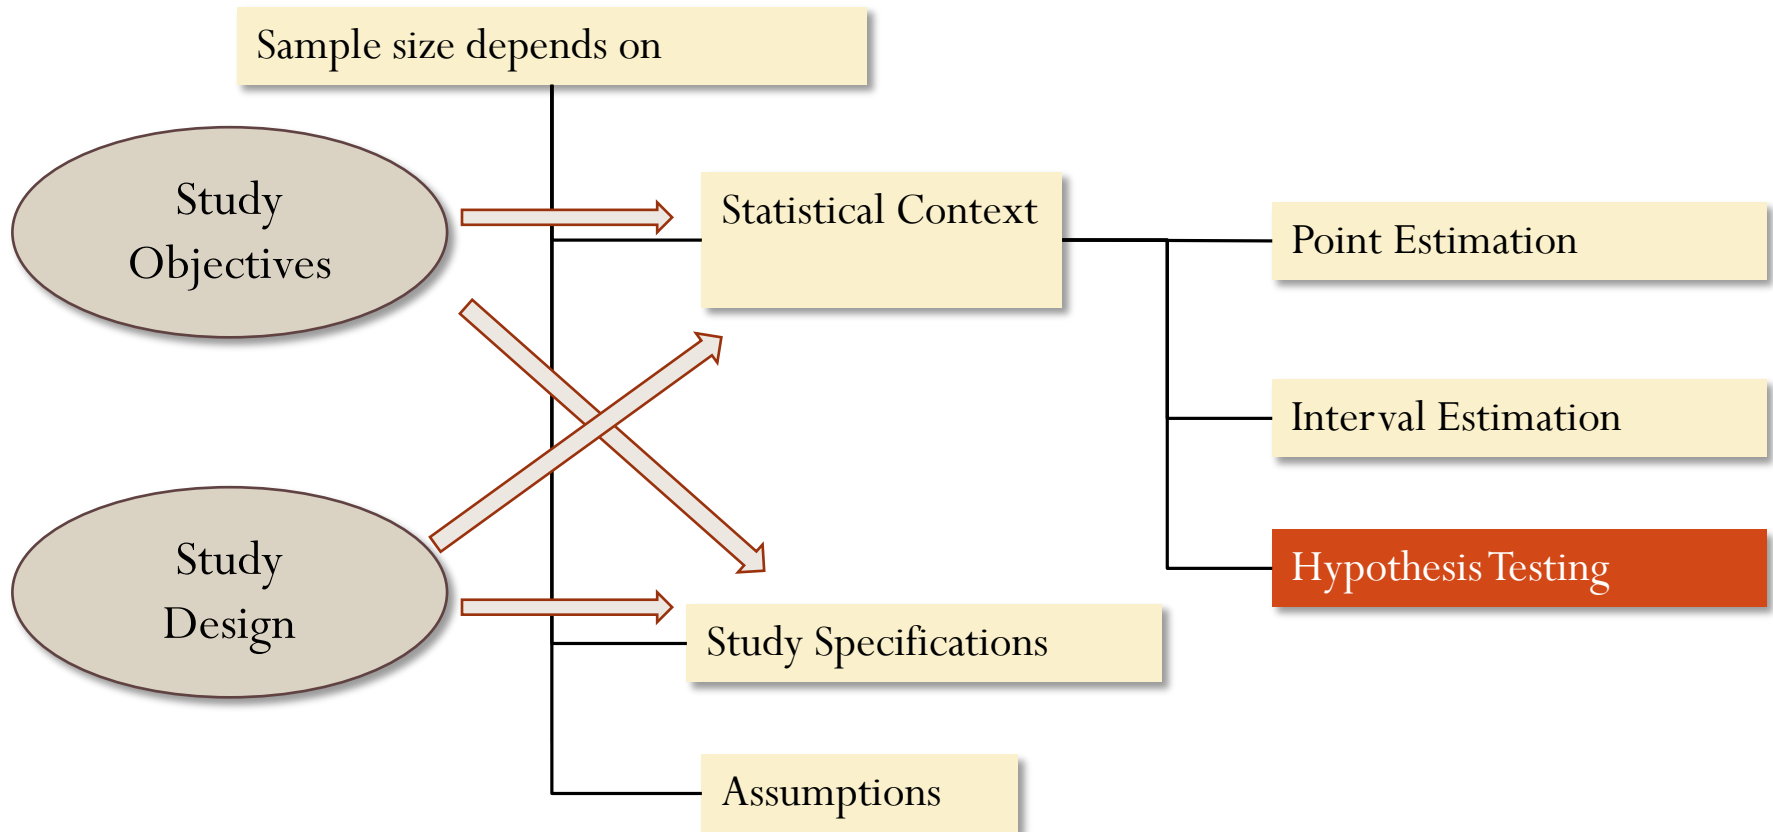 Sample size depends on
Study
Objectives
Statistical Context
Point Estimation
Interval Estimation
Study
Design
Hypothesis Testing
Study Specifications
Assumptions